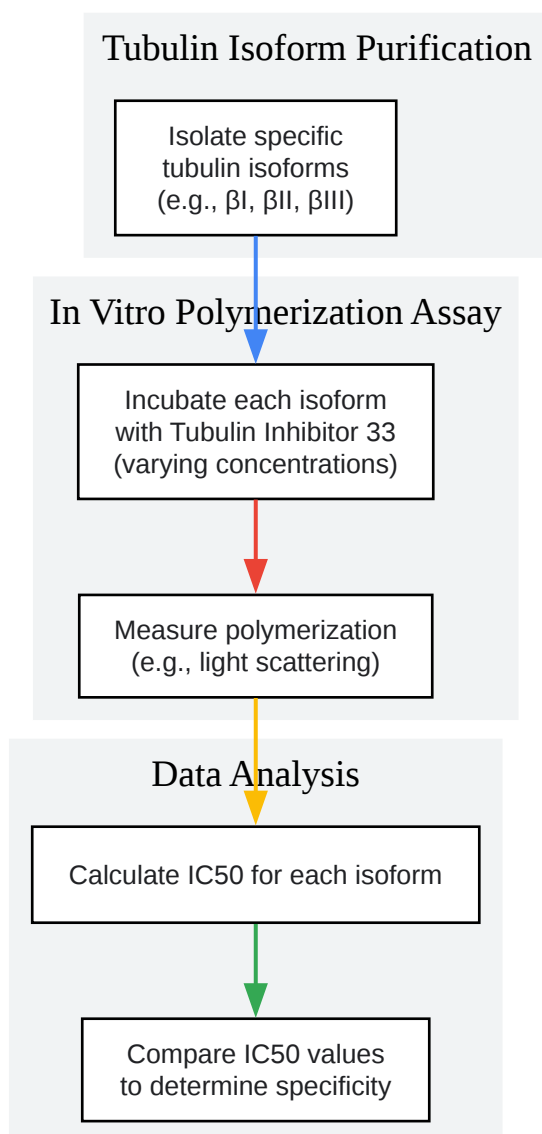 Tubulin Isoform Purification
Isolate specific
tubulin isoforms
(e.g., βI, βII, βIII)
In Vitro Polymerization Assay
Incubate each isoform
with Tubulin Inhibitor 33
(varying concentrations)
Measure polymerization
(e.g., light scattering)
Data Analysis
Calculate IC50 for each isoform
Compare IC50 values
to determine specificity